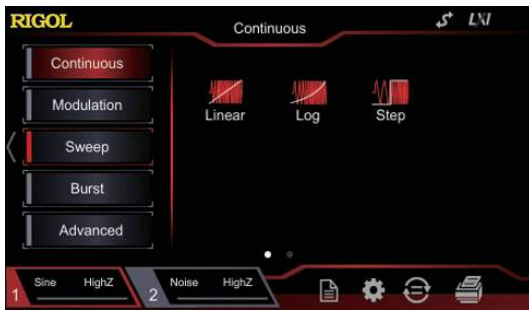 RIGOL
Continuous
LXI
Continuous
Modulation
Sweep
Burst
Advanced
Linear
Log
Step
1
Sine
HighZ
2
Noise
HighZ